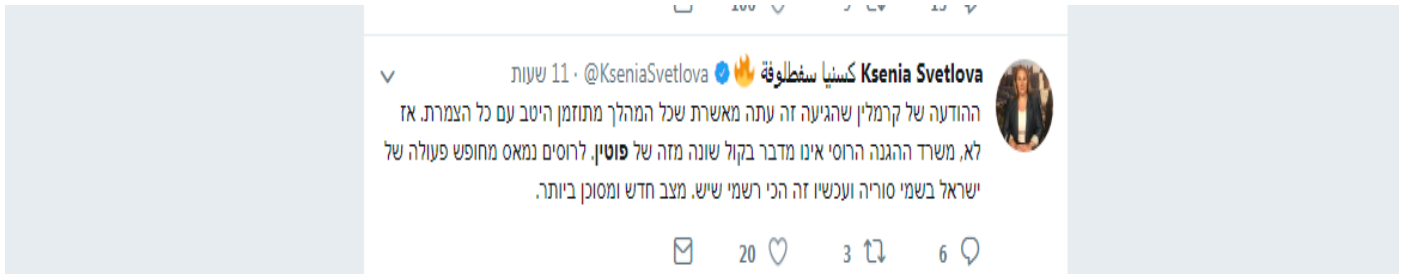 Ksenia Svetlova كسنيا سفطلوفة 🔥 @KseniaSvetlova · 11 שעות
ההודעה של קרמלין שהגיעה זה עתה מאשרת שכל המהלך מתוזמן היטב עם כל הצמרת. אז
לא, משרד ההגנה הרוסי אינו מדבר בקול שונה מזה של פוטין. לרוסים נמאס מחופש פעולה של
ישראל בשמי סוריה ועכשיו זה הכי רשמי שיש. מצב חדש ומסוכן ביותר.
6 3 20